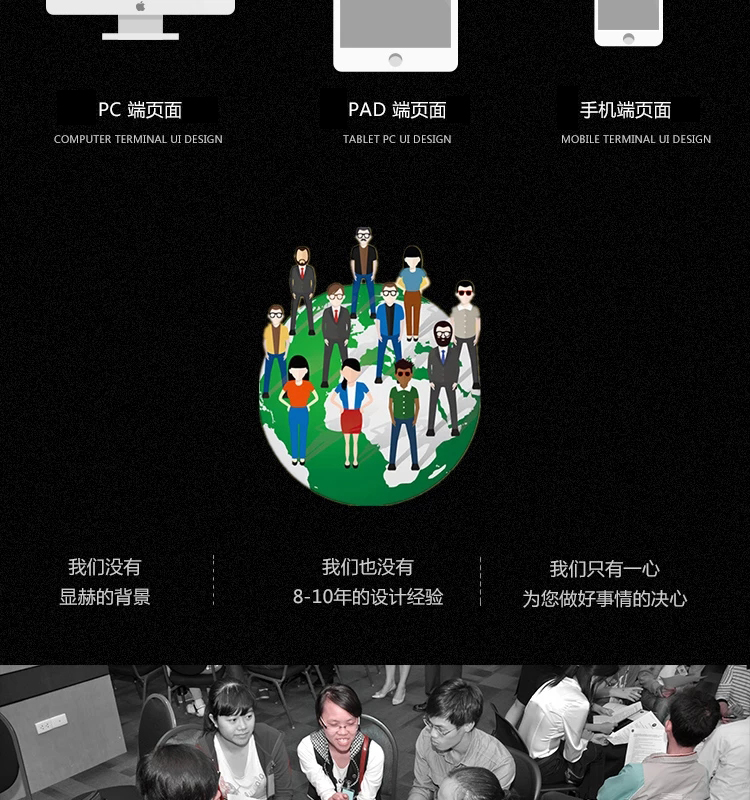 PC 端页面
PAD 端页面
手机端页面
COMPUTER TERMINAL UI DESIGN
TABLET PC UI DESIGN
MOBILE TERMINAL UI DESIGN
我们没有
显赫的背景
我们也没有
8-10年的设计经验
我们只有一心
为您做好事情的决心